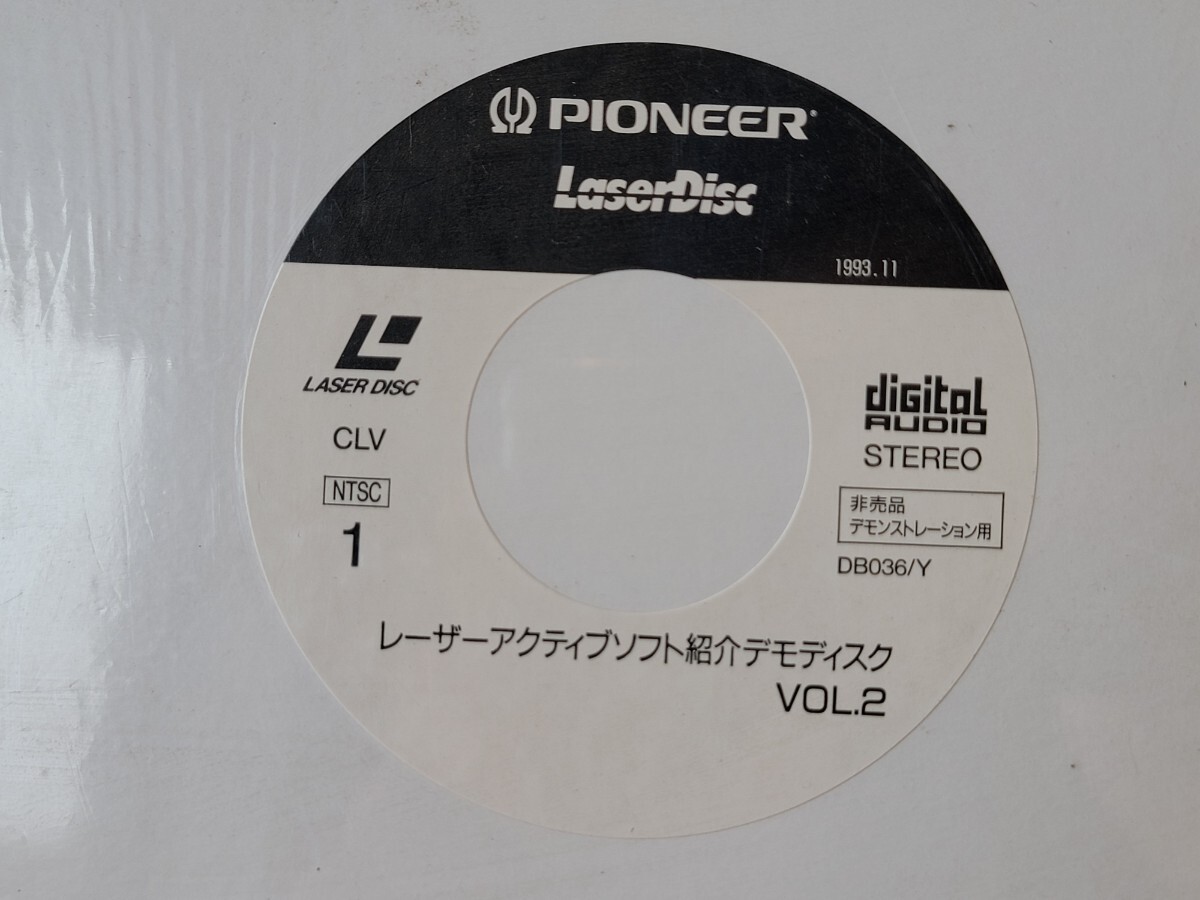 PIONEER
LaserDisc
1993.11
LASER DISC
CLV
NTSC
1
digital
AUDIO
STEREO
非売品
デモンストレーション用
DB036/Y
レーザーアクティブソフト紹介デモディスク
VOL.2